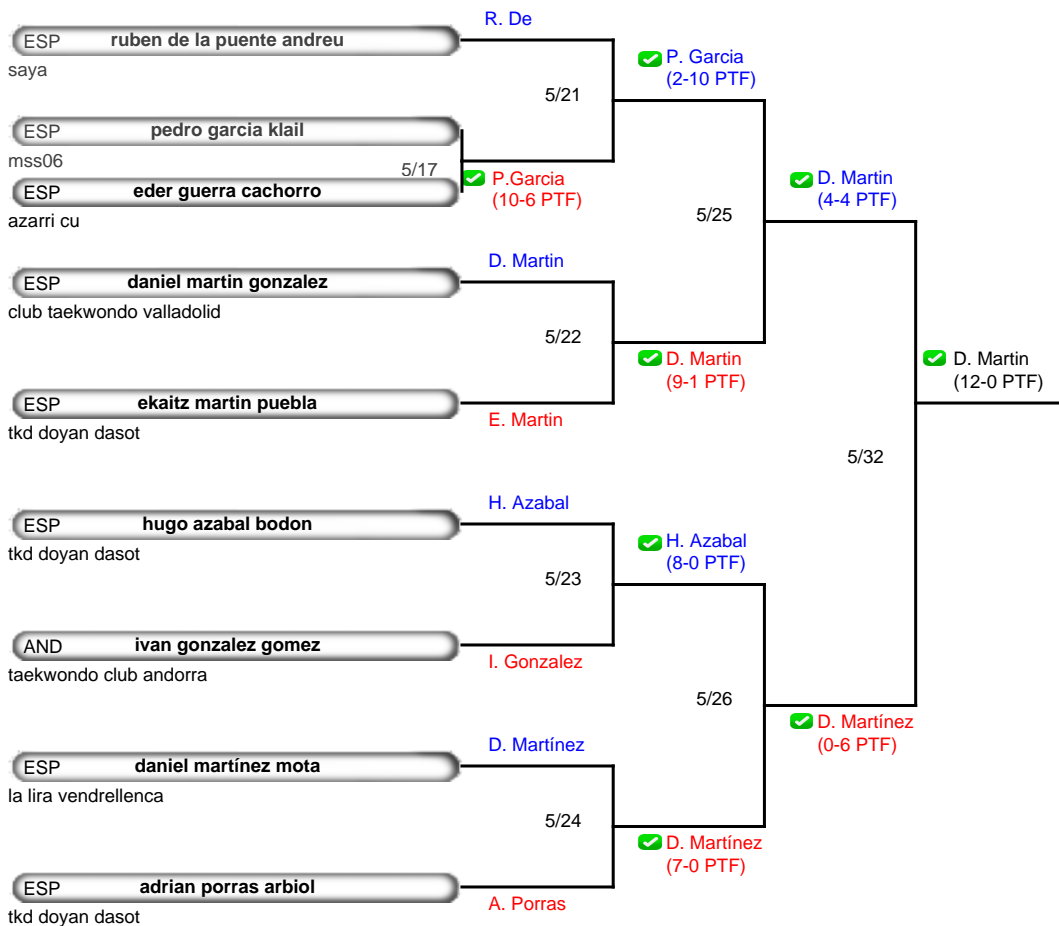 R. De
ESP ruben de la puente andreu
saya
P. Garcia
(2-10 PTF)
5/21
ESP pedro garcia klail
mss06
5/17
P.Garcia
(10-6 PTF)
ESP eder guerra cachorro
azarri cu
D. Martin
(4-4 PTF)
5/25
D. Martin
ESP daniel martin gonzalez
club taekwondo valladolid
5/22
D. Martin
(9-1 PTF)
D. Martin
(12-0 PTF)
ESP ekaitz martin puebla
E. Martin
tkd doyan dasot
5/32
H. Azabal
ESP hugo azabal bodon
tkd doyan dasot
H. Azabal
(8-0 PTF)
5/23
AND ivan gonzalez gomez
I. Gonzalez
taekwondo club andorra
5/26
D. Martínez
(0-6 PTF)
D. Martínez
ESP daniel martínez mota
la lira vendrellenca
5/24
D. Martínez
(7-0 PTF)
ESP adrian porras arbiol
A. Porras
tkd doyan dasot